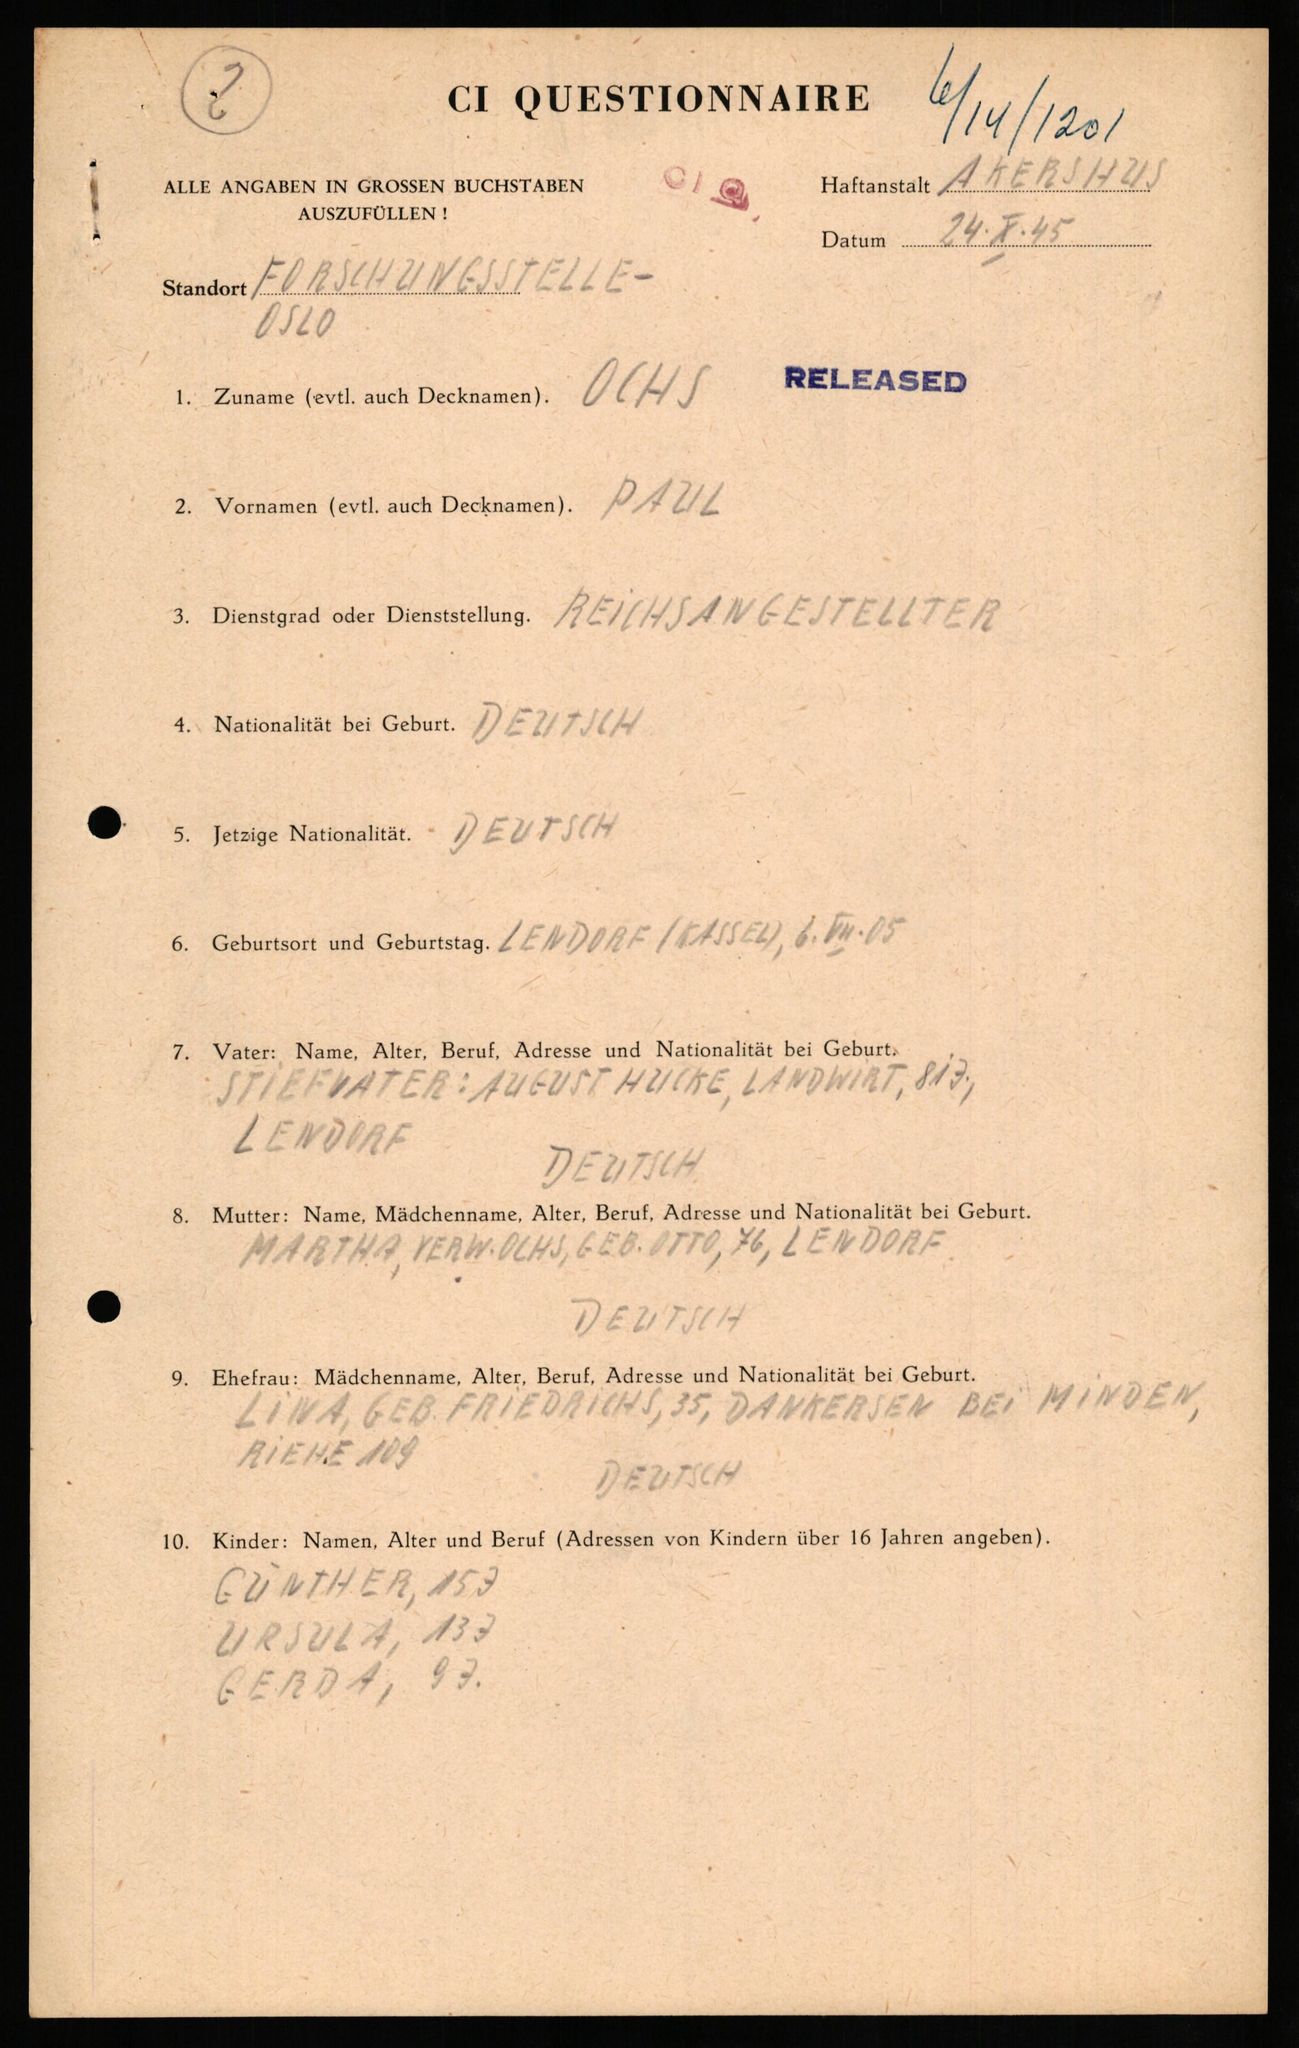 2
CI QUESTIONNAIRE
6/14/1201
ALLE ANGABEN IN GROSSEN BUCHSTABEN
AUSZUFÜLLEN!
Haftanstalt AKERSHUS
Datum 24.X.45
Standort FORSCHUNGSSTELLE-
OSLO
1. Zuname (evtl. auch Decknamen). OCHS
RELEASED
2. Vornamen (evtl. auch Decknamen). PAUL
3. Dienstgrad oder Dienststellung. REICHSANGESTELLTER
4. Nationalität bei Geburt. DEUTSCH
5. Jetzige Nationalität. DEUTSCH
6. Geburtsort und Geburtstag. LENDORF (KASSEL), 6.VII.05
7. Vater: Name, Alter, Beruf, Adresse und Nationalität bei Geburt.
STIEFVATER: AUGUST HUCKE, LANDWIRT, 81J.,
LENDORF
DEUTSCH
8. Mutter: Name, Mädchenname, Alter, Beruf, Adresse und Nationalität bei Geburt.
MARTHA, VERW. OCHS, GEB. OTTO, 76, LENDORF
DEUTSCH
9. Ehefrau: Mädchenname, Alter, Beruf, Adresse und Nationalität bei Geburt.
LINA, GEB. FRIEDRICHS, 35, DANKERSEN BEI MINDEN,
RIEHE 109
DEUTSCH
10. Kinder: Namen, Alter und Beruf (Adressen von Kindern über 16 Jahren angeben).
GÜNTHER, 15J
URSULA, 13J
GERDA, 9J.